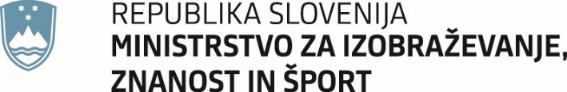 REPUBLIKA SLOVENIJA
MINISTRSTVO ZA IZOBRAŽEVANJE,
ZNANOST IN ŠPORT